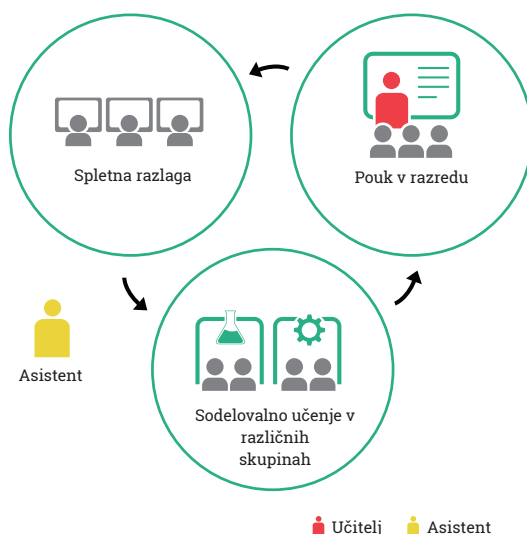 Spletna razlaga
Pouk v razredu
Asistent
Sodelovalno učenje v
različnih
skupinah
Učitelj
Asistent